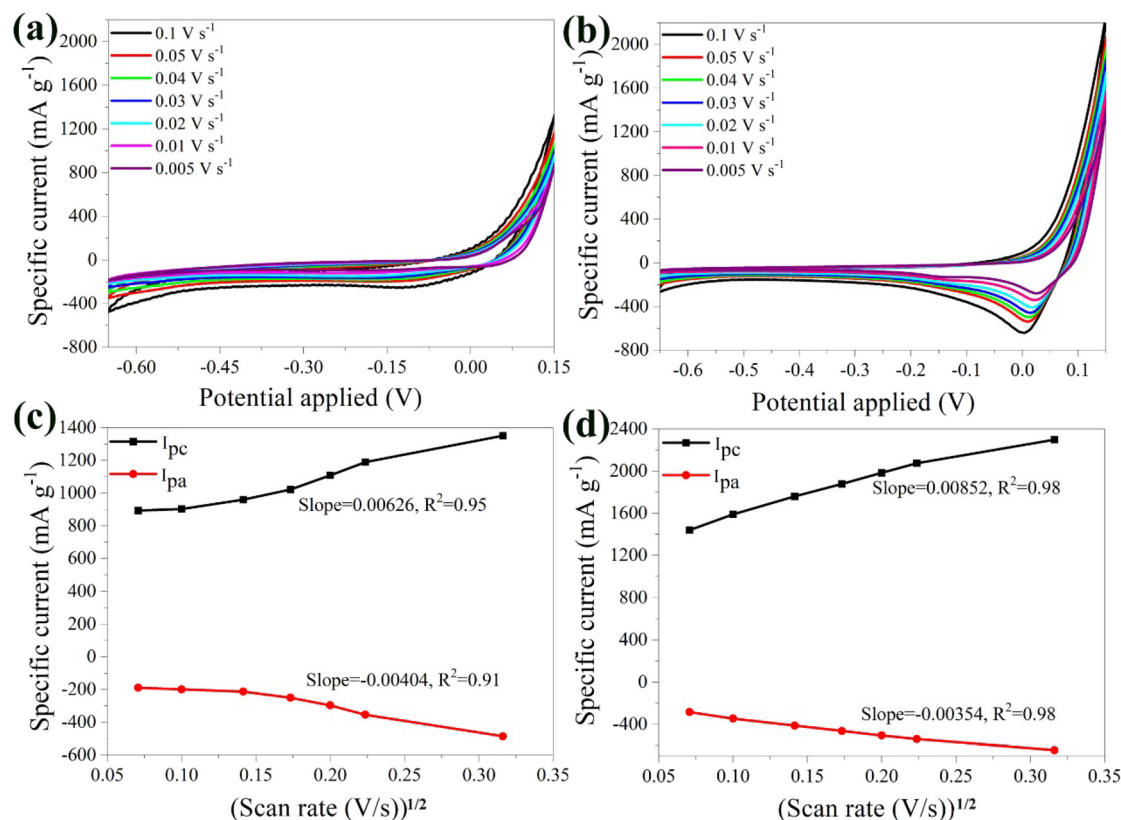 (a)
0.1 V s-1
0.05 V s-1
0.04 V s-1
0.03 V s-1
0.02 V s-1
0.01 V s-1
0.005 V s-1
2000
1600
1200
800
400
0
-400
-800
Specific current (mA g-1)
-0.60
-0.45
-0.30
-0.15
0.00
0.15
Potential applied (V)
(b)
0.1 V s-1
0.05 V s-1
0.04 V s-1
0.03 V s-1
0.02 V s-1
0.01 V s-1
0.005 V s-1
2000
1600
1200
800
400
0
-400
-800
Specific current (mA g-1)
-0.6
-0.5
-0.4
-0.3
-0.2
-0.1
0.0
0.1
Potential applied (V)
(c)
Ipc
Ipa
1400
1200
1000
800
600
400
200
0
-200
-400
-600
Specific current (mA g-1)
Slope=0.00626, R2=0.95
Slope=-0.00404, R2=0.91
0.05
0.10
0.15
0.20
0.25
0.30
0.35
(Scan rate (V/s))1/2
(d)
Ipc
Ipa
2400
2000
1600
1200
800
400
0
-400
Specific current (mA g-1)
Slope=0.00852, R2=0.98
Slope=-0.00354, R2=0.98
0.05
0.10
0.15
0.20
0.25
0.30
0.35
(Scan rate (V/s))1/2